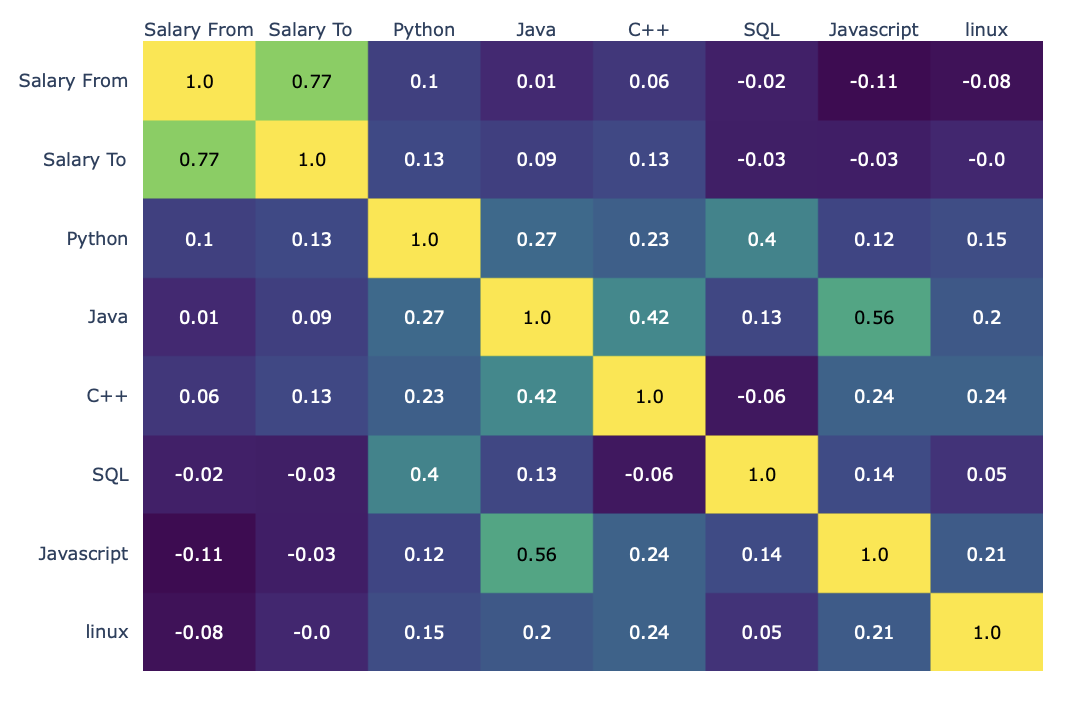 Salary From Salary To Python Java C++ SQL Javascript linux
Salary From 1.0 0.77 0.1 0.01 0.06 -0.02 -0.11 -0.08
Salary To 0.77 1.0 0.13 0.09 0.13 -0.03 -0.03 -0.0
Python 0.1 0.13 1.0 0.27 0.23 0.4 0.12 0.15
Java 0.01 0.09 0.27 1.0 0.42 0.13 0.56 0.2
C++ 0.06 0.13 0.23 0.42 1.0 -0.06 0.24 0.24
SQL -0.02 -0.03 0.4 0.13 -0.06 1.0 0.14 0.05
Javascript -0.11 -0.03 0.12 0.56 0.24 0.14 1.0 0.21
linux -0.08 -0.0 0.15 0.2 0.24 0.05 0.21 1.0